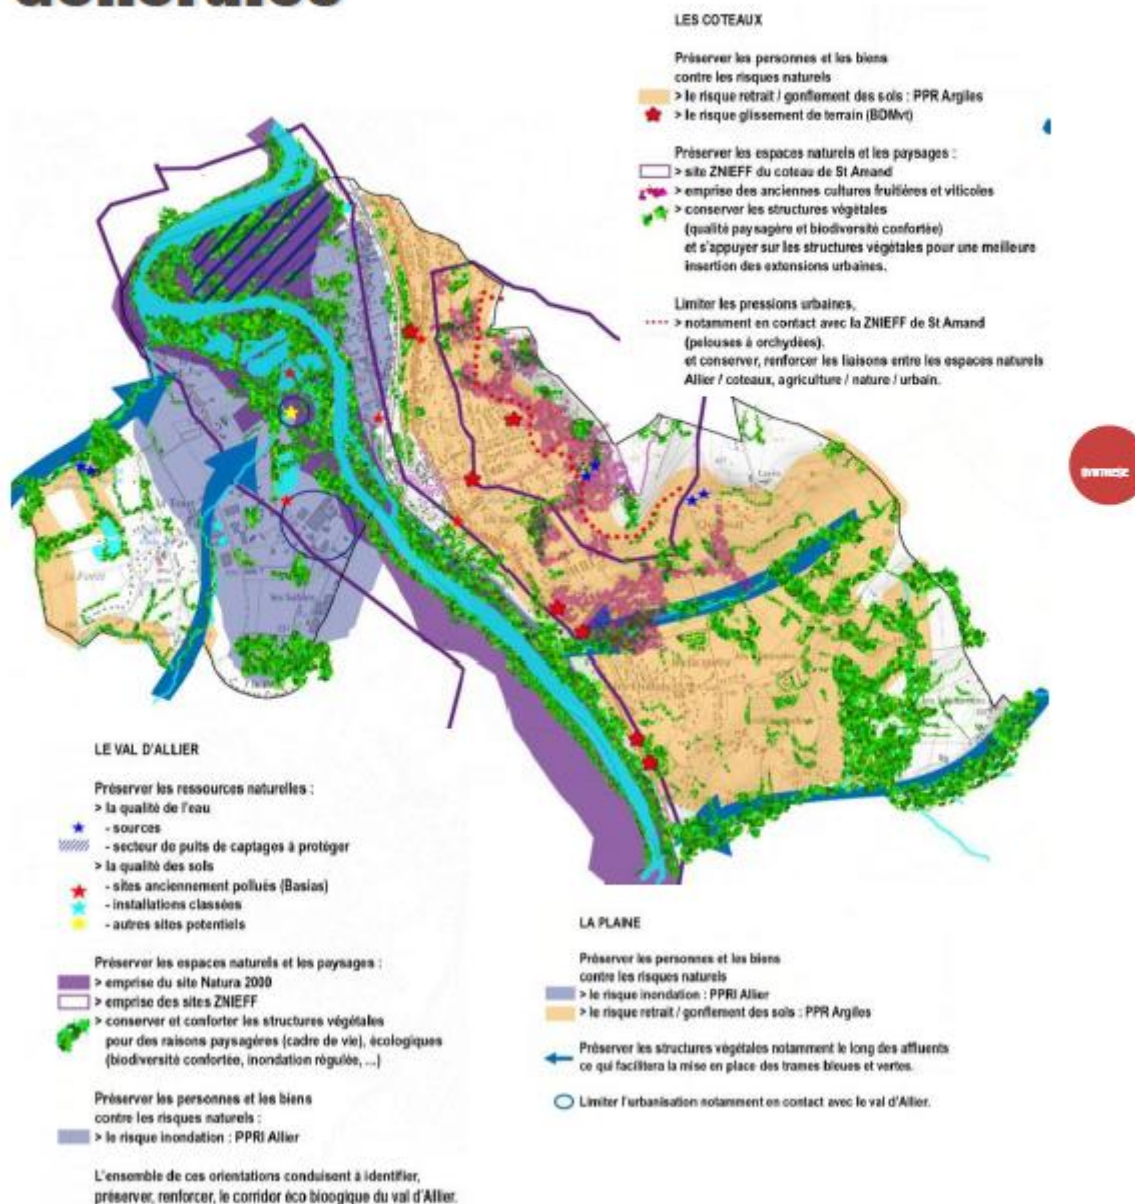 générales
LES COTEAUX
Préserver les personnes et les biens
contre les risques naturels
> le risque retrait / gonflement des sols : PPR Argiles
> le risque glissement de terrain (BDMvt)
Préserver les espaces naturels et les paysages :
> site ZNIEFF du coteau de St Amand
> emprise des anciennes cultures fruitières et viticoles
> conserver les structures végétales
(qualité paysagère et biodiversité confortée)
et s'appuyer sur les structures végétales pour une meilleure
insertion des extensions urbaines.
Limiter les pressions urbaines,
> notamment en contact avec la ZNIEFF de St Amand
(pelouses à orchydées).
et conserver, renforcer les liaisons entre les espaces naturels
Allier / coteaux, agriculture / nature / urbain.
SYNTHESE
LE VAL D'ALLIER
Préserver les ressources naturelles :
> la qualité de l'eau
- sources
- secteur de puits de captages à protéger
> la qualité des sols
- sites anciennement pollués (Basias)
- installations classées
- autres sites potentiels
Préserver les espaces naturels et les paysages :
> emprise du site Natura 2000
> emprise des sites ZNIEFF
> conserver et conforter les structures végétales
pour des raisons paysagères (cadre de vie), écologiques
(biodiversité confortée, inondation régulée, ...)
Préserver les personnes et les biens
contre les risques naturels :
> le risque inondation : PPRI Allier
L'ensemble de ces orientations conduisent à identifier,
préserver, renforcer, le corridor éco bioogique du val d'Allier.
LA PLAINE
Préserver les personnes et les biens
contre les risques naturels
> le risque inondation : PPRI Allier
> le risque retrait / gonflement des sols : PPR Argiles
Préserver les structures végétales notamment le long des affluents
ce qui facilitera la mise en place des trames bleues et vertes.
Limiter l'urbanisation notamment en contact avec le val d'Allier.